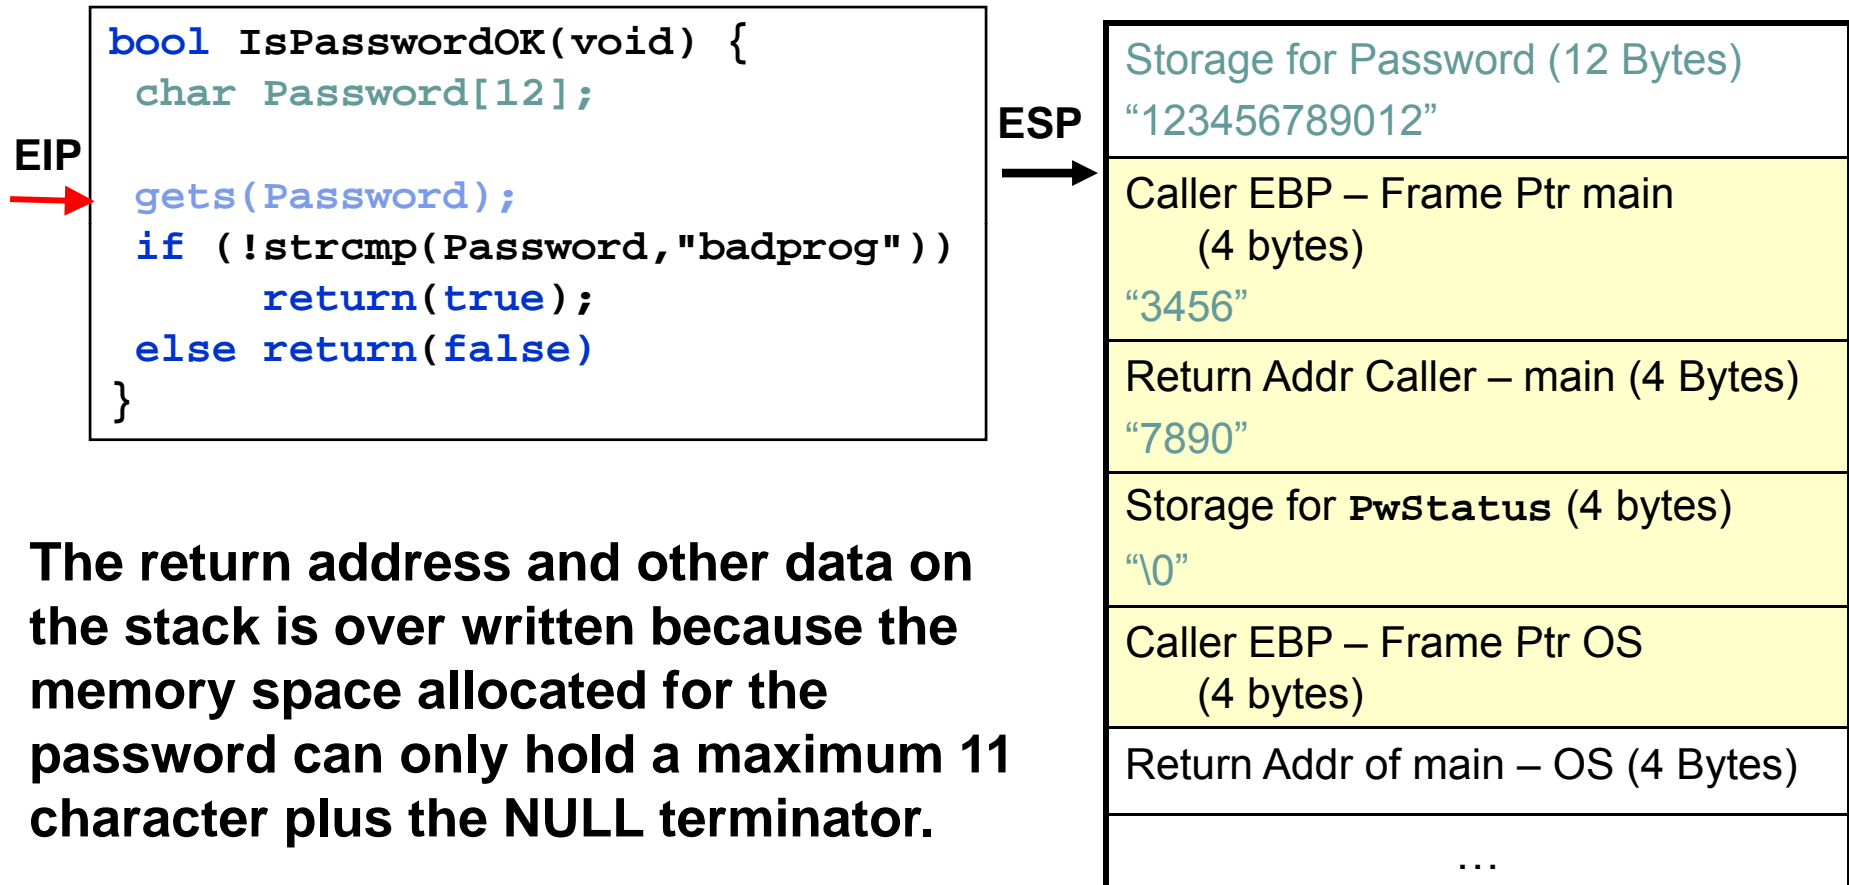 bool IsPasswordOK(void) {
char Password[12];
gets(Password);
if (!strcmp(Password,"badprog"))
return(true);
else return(false)
}
EIP
ESP
Storage for Password (12 Bytes)
“123456789012”
Caller EBP – Frame Ptr main
(4 bytes)
“3456”
Return Addr Caller – main (4 Bytes)
“7890”
Storage for PwStatus (4 bytes)
“\0”
Caller EBP – Frame Ptr OS
(4 bytes)
Return Addr of main – OS (4 Bytes)
…
The return address and other data on
the stack is over written because the
memory space allocated for the
password can only hold a maximum 11
character plus the NULL terminator.